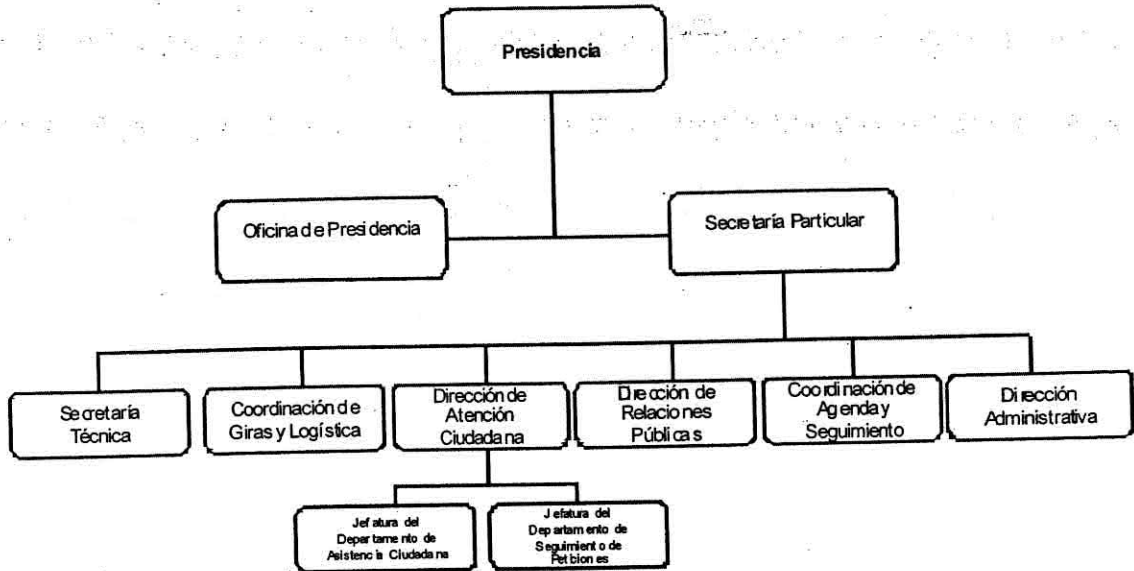 Presidencia
Oficina de Presidencia
Secretaría Particular
Secretaría
Técnica
Coordinación de
Giras y Logística
Dirección de
Atención
Ciudadana
Dirección de
Relaciones
Públicas
Coordinación de
Agenda y
Seguimiento
Dirección
Administrativa
Jefatura del
Departamento de
Asistencia Ciudadana
Jefatura del
Departamento de
Seguimiento de
Peticiones